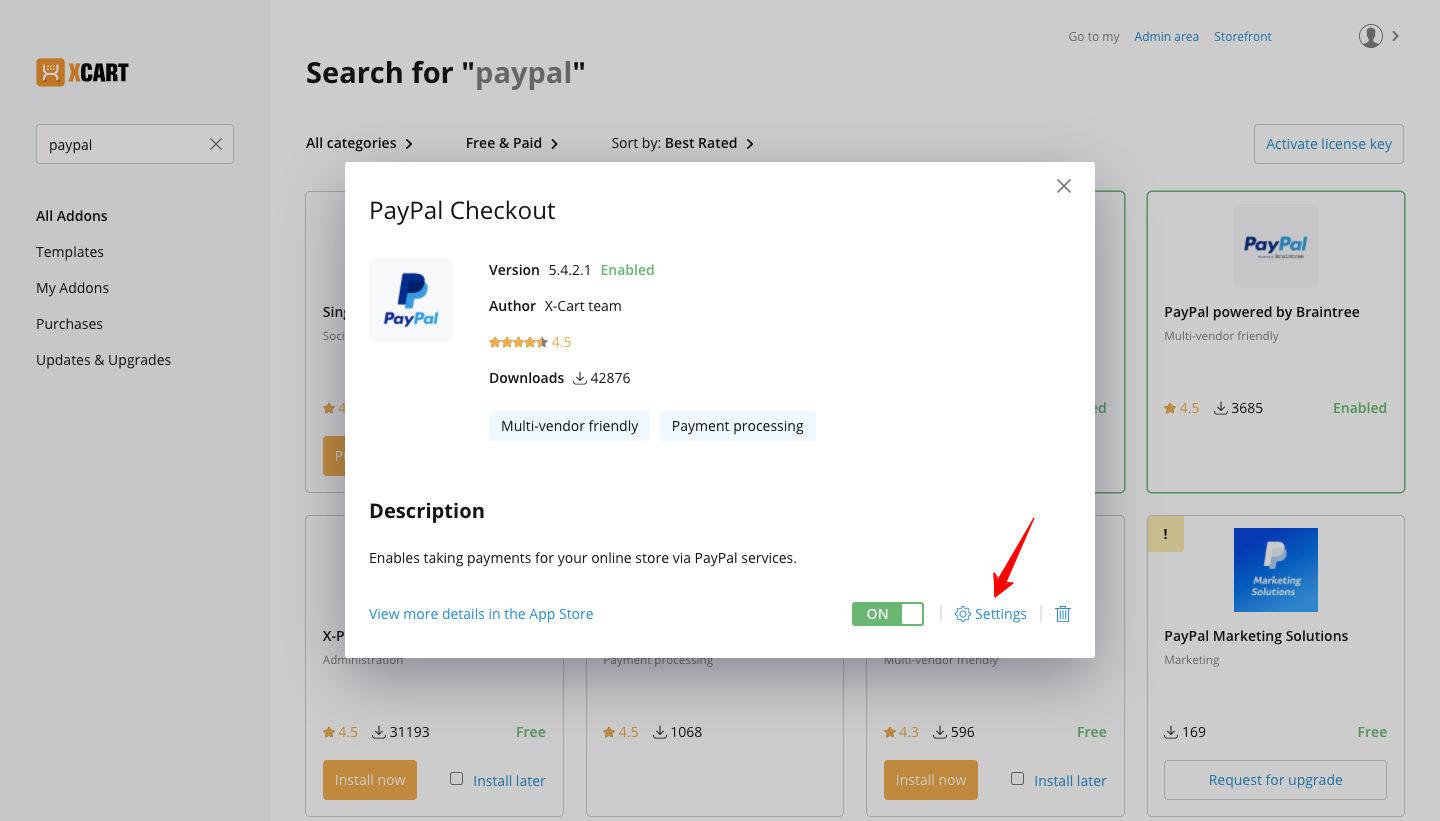 Go to my Admin area Storefront
XCART
Search for "paypal"
paypal
All categories Free & Paid Sort by: Best Rated Activate license key
All Addons
Templates
My Addons
Purchases
Updates & Upgrades
PayPal Checkout
PayPal
Version 5.4.2.1 Enabled
Author X-Cart team
4.5
Downloads 42876
Multi-vendor friendly Payment processing
Description
Enables taking payments for your online store via PayPal services.
View more details in the App Store ON Settings
PayPal
Powered by Braintree
PayPal powered by Braintree
Multi-vendor friendly
4.5 3685 Enabled
X-P
Administration
4.5 31193 Free
Install now Install later
Payment processing
4.5 1068
Multi-vendor friendly
4.3 596 Free
Install now Install later
!
Marketing
Solutions
PayPal Marketing Solutions
Marketing
169 Free
Request for upgrade